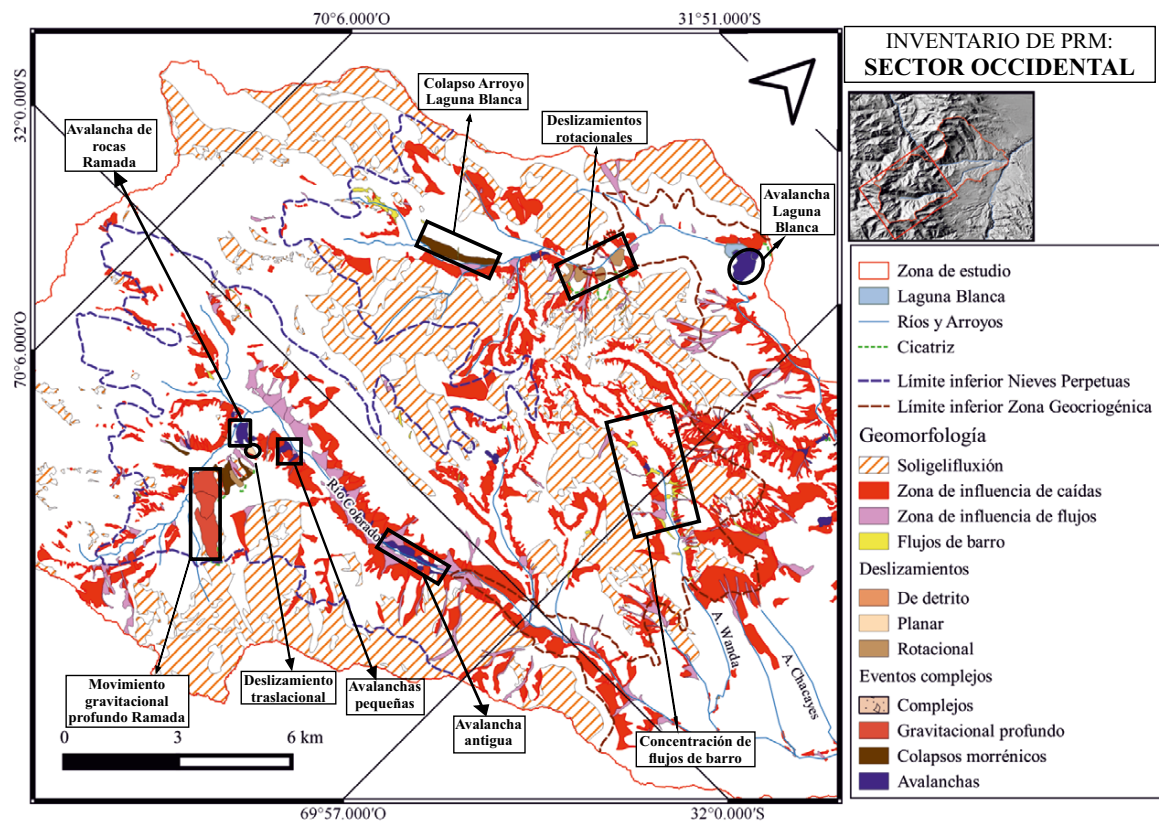 70°6.000'O
31°51.000'S
32°0.000'S
70°6.000'O
69°57.000'O
32°0.000'S
INVENTARIO DE PRM:
SECTOR OCCIDENTAL
Colapso Arroyo
Laguna Blanca
Avalancha de
rocas
Ramada
Deslizamientos
rotacionales
Avalancha
Laguna
Blanca
Río Colorado
A. Wanda
A. Chacayes
Movimiento
gravitacional
profundo Ramada
Deslizamiento
traslacional
Avalanchas
pequeñas
Avalancha
antigua
Concentración de
flujos de barro
0 3 6 km
Zona de estudio
Laguna Blanca
Ríos y Arroyos
Cicatriz
Límite inferior Nieves Perpetuas
Límite inferior Zona Geocriogénica
Geomorfología
Soligelifluxión
Zona de influencia de caídas
Zona de influencia de flujos
Flujos de barro
Deslizamientos
De detrito
Planar
Rotacional
Eventos complejos
Complejos
Gravitacional profundo
Colapsos morrénicos
Avalanchas